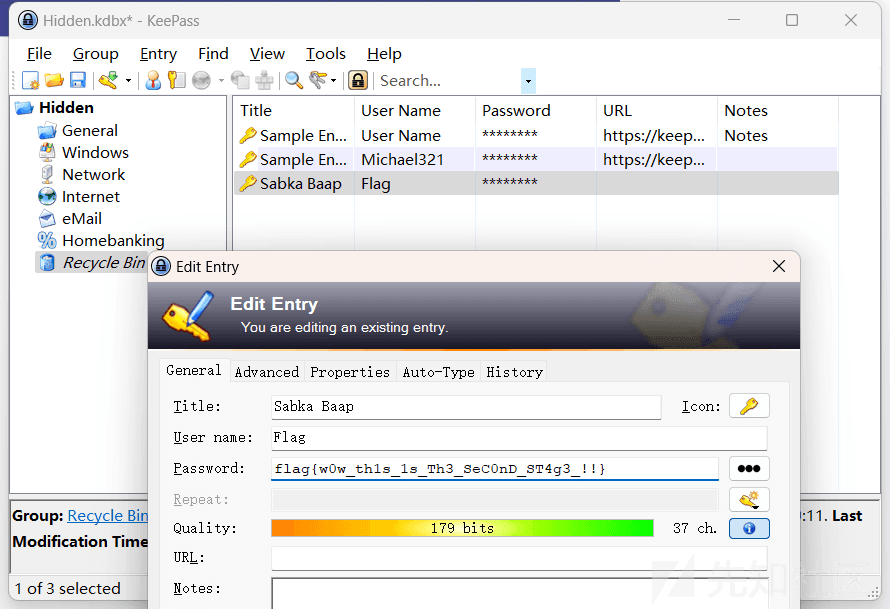 Hidden.kdbx* - KeePass
File Group Entry Find View Tools Help
Search...
Hidden
General
Windows
Network
Internet
eMail
Homebanking
Recycle Bin
Title User Name Password URL Notes
Sample En... User Name ******** https://keep... Notes
Sample En... Michael321 ******** https://keep...
Sabka Baap Flag ********
Edit Entry
Edit Entry
You are editing an existing entry.
General Advanced Properties Auto-Type History
Title: Sabka Baap Icon:
User name: Flag
Password: flag{w0w_th1s_1s_Th3_SeC0nD_ST4g3_!!}
Repeat:
Quality: 179 bits 37 ch.
URL:
Notes:
Group: Recycle Bin :11. Last
Modification Time
1 of 3 selected
先知社区